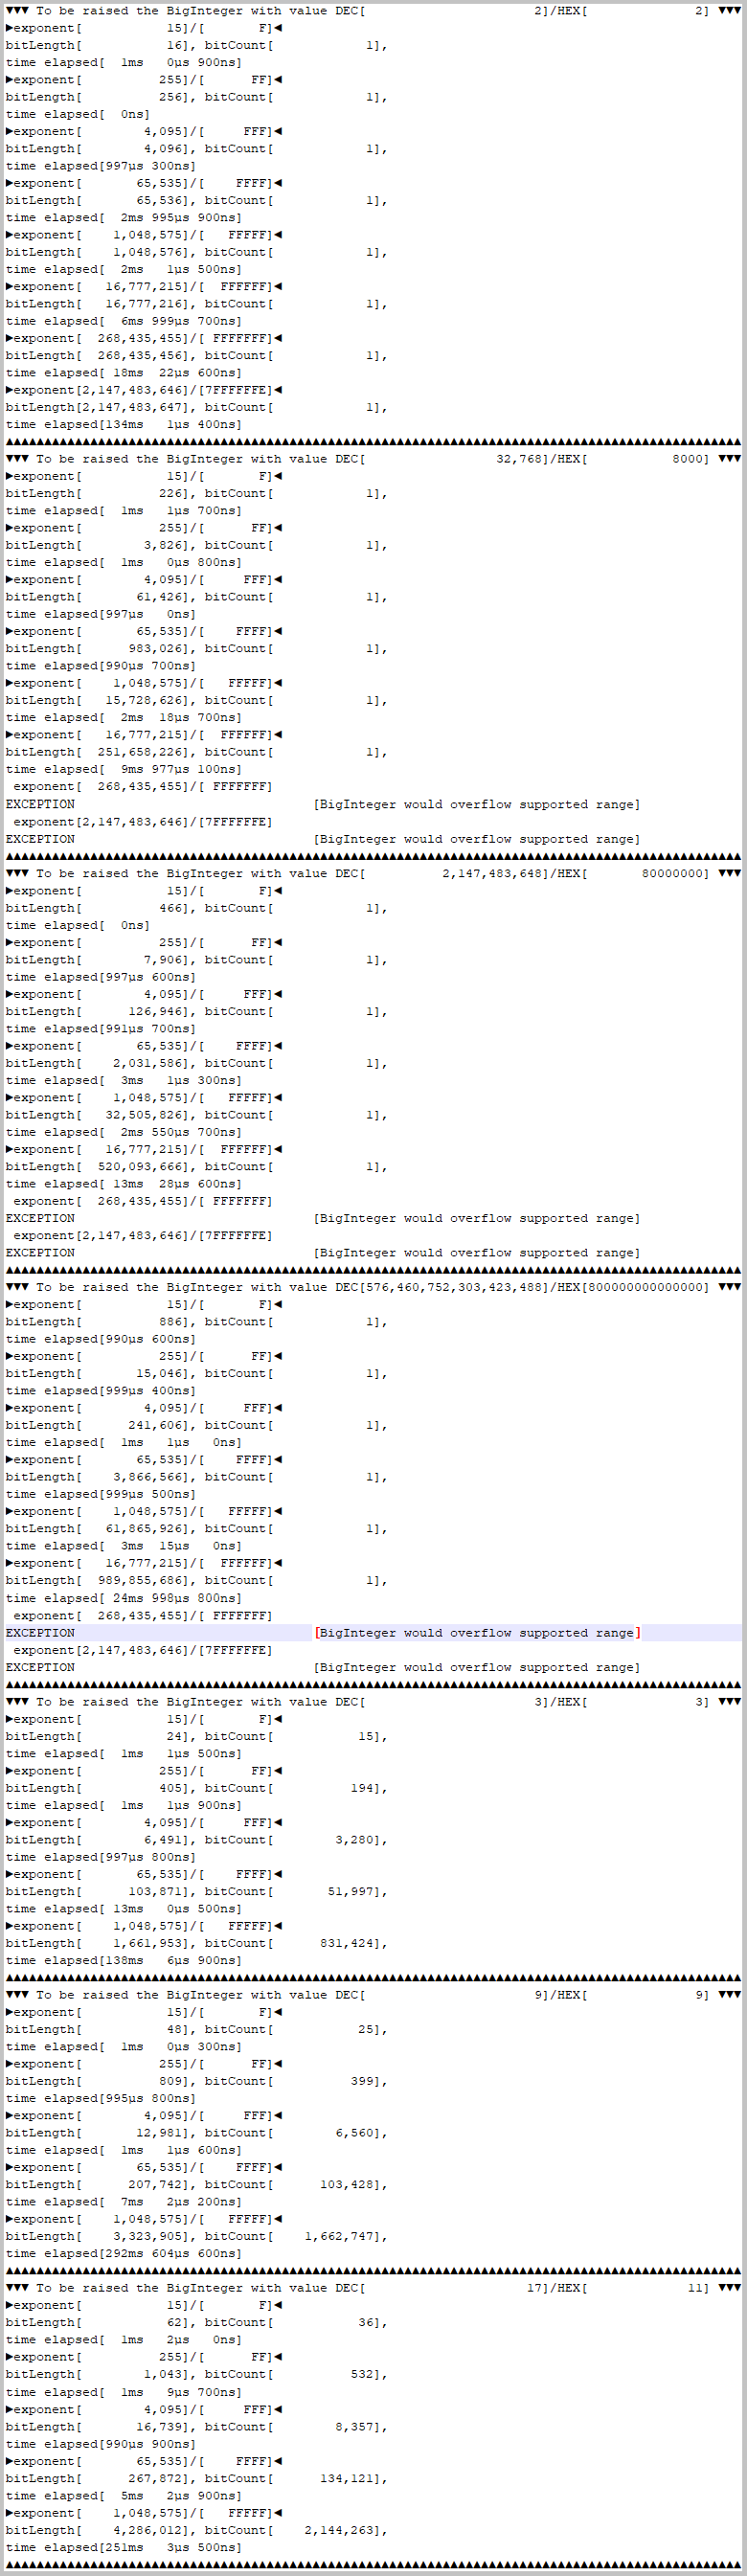 ▼▼▼ To be raised the BigInteger with value DEC[                      2]/HEX[              2] ▼▼▼
►exponent[           15]/[       F]◄
bitLength[           16], bitCount[            1],
time elapsed[  1ms   0µs 900ns]
►exponent[          255]/[      FF]◄
bitLength[          256], bitCount[            1],
time elapsed[  0ns]
►exponent[        4,095]/[     FFF]◄
bitLength[        4,096], bitCount[            1],
time elapsed[997µs 300ns]
►exponent[       65,535]/[    FFFF]◄
bitLength[       65,536], bitCount[            1],
time elapsed[  2ms 995µs 900ns]
►exponent[    1,048,575]/[   FFFFF]◄
bitLength[    1,048,576], bitCount[            1],
time elapsed[  2ms   1µs 500ns]
►exponent[   16,777,215]/[  FFFFFF]◄
bitLength[   16,777,216], bitCount[            1],
time elapsed[  6ms 999µs 700ns]
►exponent[  268,435,455]/[ FFFFFFF]◄
bitLength[  268,435,456], bitCount[            1],
time elapsed[ 18ms  22µs 600ns]
►exponent[2,147,483,646]/[7FFFFFFE]◄
bitLength[2,147,483,647], bitCount[            1],
time elapsed[134ms   1µs 400ns]
▲▲▲▲▲▲▲▲▲▲▲▲▲▲▲▲▲▲▲▲▲▲▲▲▲▲▲▲▲▲▲▲▲▲▲▲▲▲▲▲▲▲▲▲▲▲▲▲▲▲▲▲▲▲▲▲▲▲▲▲▲▲▲▲▲▲▲▲▲▲▲▲▲▲▲▲▲▲▲▲▲▲▲▲▲▲▲▲▲▲▲▲▲▲▲▲
▼▼▼ To be raised the BigInteger with value DEC[                 32,768]/HEX[           8000] ▼▼▼
►exponent[           15]/[       F]◄
bitLength[          226], bitCount[            1],
time elapsed[  1ms   1µs 700ns]
►exponent[          255]/[      FF]◄
bitLength[        3,826], bitCount[            1],
time elapsed[  1ms   0µs 800ns]
►exponent[        4,095]/[     FFF]◄
bitLength[       61,426], bitCount[            1],
time elapsed[997µs   0ns]
►exponent[       65,535]/[    FFFF]◄
bitLength[      983,026], bitCount[            1],
time elapsed[990µs 700ns]
►exponent[    1,048,575]/[   FFFFF]◄
bitLength[   15,728,626], bitCount[            1],
time elapsed[  2ms  18µs 700ns]
►exponent[   16,777,215]/[  FFFFFF]◄
bitLength[  251,658,226], bitCount[            1],
time elapsed[  9ms 977µs 100ns]
 exponent[  268,435,455]/[ FFFFFFF]
EXCEPTION                               [BigInteger would overflow supported range]
 exponent[2,147,483,646]/[7FFFFFFE]
EXCEPTION                               [BigInteger would overflow supported range]
▲▲▲▲▲▲▲▲▲▲▲▲▲▲▲▲▲▲▲▲▲▲▲▲▲▲▲▲▲▲▲▲▲▲▲▲▲▲▲▲▲▲▲▲▲▲▲▲▲▲▲▲▲▲▲▲▲▲▲▲▲▲▲▲▲▲▲▲▲▲▲▲▲▲▲▲▲▲▲▲▲▲▲▲▲▲▲▲▲▲▲▲▲▲▲▲
▼▼▼ To be raised the BigInteger with value DEC[          2,147,483,648]/HEX[       80000000] ▼▼▼
►exponent[           15]/[       F]◄
bitLength[          466], bitCount[            1],
time elapsed[  0ns]
►exponent[          255]/[      FF]◄
bitLength[        7,906], bitCount[            1],
time elapsed[997µs 600ns]
►exponent[        4,095]/[     FFF]◄
bitLength[      126,946], bitCount[            1],
time elapsed[991µs 700ns]
►exponent[       65,535]/[    FFFF]◄
bitLength[    2,031,586], bitCount[            1],
time elapsed[  3ms   1µs 300ns]
►exponent[    1,048,575]/[   FFFFF]◄
bitLength[   32,505,826], bitCount[            1],
time elapsed[  2ms 550µs 700ns]
►exponent[   16,777,215]/[  FFFFFF]◄
bitLength[  520,093,666], bitCount[            1],
time elapsed[ 13ms  28µs 600ns]
 exponent[  268,435,455]/[ FFFFFFF]
EXCEPTION                               [BigInteger would overflow supported range]
 exponent[2,147,483,646]/[7FFFFFFE]
EXCEPTION                               [BigInteger would overflow supported range]
▲▲▲▲▲▲▲▲▲▲▲▲▲▲▲▲▲▲▲▲▲▲▲▲▲▲▲▲▲▲▲▲▲▲▲▲▲▲▲▲▲▲▲▲▲▲▲▲▲▲▲▲▲▲▲▲▲▲▲▲▲▲▲▲▲▲▲▲▲▲▲▲▲▲▲▲▲▲▲▲▲▲▲▲▲▲▲▲▲▲▲▲▲▲▲▲
▼▼▼ To be raised the BigInteger with value DEC[576,460,752,303,423,488]/HEX[800000000000000] ▼▼▼
►exponent[           15]/[       F]◄
bitLength[          886], bitCount[            1],
time elapsed[990µs 600ns]
►exponent[          255]/[      FF]◄
bitLength[       15,046], bitCount[            1],
time elapsed[999µs 400ns]
►exponent[        4,095]/[     FFF]◄
bitLength[      241,606], bitCount[            1],
time elapsed[  1ms   1µs   0ns]
►exponent[       65,535]/[    FFFF]◄
bitLength[    3,866,566], bitCount[            1],
time elapsed[999µs 500ns]
►exponent[    1,048,575]/[   FFFFF]◄
bitLength[   61,865,926], bitCount[            1],
time elapsed[  3ms  15µs   0ns]
►exponent[   16,777,215]/[  FFFFFF]◄
bitLength[  989,855,686], bitCount[            1],
time elapsed[ 24ms 998µs 800ns]
 exponent[  268,435,455]/[ FFFFFFF]
EXCEPTION                               [BigInteger would overflow supported range]
 exponent[2,147,483,646]/[7FFFFFFE]
EXCEPTION                               [BigInteger would overflow supported range]
▲▲▲▲▲▲▲▲▲▲▲▲▲▲▲▲▲▲▲▲▲▲▲▲▲▲▲▲▲▲▲▲▲▲▲▲▲▲▲▲▲▲▲▲▲▲▲▲▲▲▲▲▲▲▲▲▲▲▲▲▲▲▲▲▲▲▲▲▲▲▲▲▲▲▲▲▲▲▲▲▲▲▲▲▲▲▲▲▲▲▲▲▲▲▲▲
▼▼▼ To be raised the BigInteger with value DEC[                      3]/HEX[              3] ▼▼▼
►exponent[           15]/[       F]◄
bitLength[           24], bitCount[           15],
time elapsed[  1ms   1µs 500ns]
►exponent[          255]/[      FF]◄
bitLength[          405], bitCount[          194],
time elapsed[  1ms   1µs 900ns]
►exponent[        4,095]/[     FFF]◄
bitLength[        6,491], bitCount[        3,280],
time elapsed[997µs 800ns]
►exponent[       65,535]/[    FFFF]◄
bitLength[      103,871], bitCount[       51,997],
time elapsed[ 13ms   0µs 500ns]
►exponent[    1,048,575]/[   FFFFF]◄
bitLength[    1,661,953], bitCount[      831,424],
time elapsed[138ms   6µs 900ns]
▲▲▲▲▲▲▲▲▲▲▲▲▲▲▲▲▲▲▲▲▲▲▲▲▲▲▲▲▲▲▲▲▲▲▲▲▲▲▲▲▲▲▲▲▲▲▲▲▲▲▲▲▲▲▲▲▲▲▲▲▲▲▲▲▲▲▲▲▲▲▲▲▲▲▲▲▲▲▲▲▲▲▲▲▲▲▲▲▲▲▲▲▲▲▲▲
▼▼▼ To be raised the BigInteger with value DEC[                      9]/HEX[              9] ▼▼▼
►exponent[           15]/[       F]◄
bitLength[           48], bitCount[           25],
time elapsed[  1ms   0µs 300ns]
►exponent[          255]/[      FF]◄
bitLength[          809], bitCount[          399],
time elapsed[995µs 800ns]
►exponent[        4,095]/[     FFF]◄
bitLength[       12,981], bitCount[        6,560],
time elapsed[  1ms   1µs 600ns]
►exponent[       65,535]/[    FFFF]◄
bitLength[      207,742], bitCount[      103,428],
time elapsed[  7ms   2µs 200ns]
►exponent[    1,048,575]/[   FFFFF]◄
bitLength[    3,323,905], bitCount[    1,662,747],
time elapsed[292ms 604µs 600ns]
▲▲▲▲▲▲▲▲▲▲▲▲▲▲▲▲▲▲▲▲▲▲▲▲▲▲▲▲▲▲▲▲▲▲▲▲▲▲▲▲▲▲▲▲▲▲▲▲▲▲▲▲▲▲▲▲▲▲▲▲▲▲▲▲▲▲▲▲▲▲▲▲▲▲▲▲▲▲▲▲▲▲▲▲▲▲▲▲▲▲▲▲▲▲▲▲
▼▼▼ To be raised the BigInteger with value DEC[                     17]/HEX[             11] ▼▼▼
►exponent[           15]/[       F]◄
bitLength[           62], bitCount[           36],
time elapsed[  1ms   2µs   0ns]
►exponent[          255]/[      FF]◄
bitLength[        1,043], bitCount[          532],
time elapsed[  1ms   9µs 700ns]
►exponent[        4,095]/[     FFF]◄
bitLength[       16,739], bitCount[        8,357],
time elapsed[990µs 900ns]
►exponent[       65,535]/[    FFFF]◄
bitLength[      267,872], bitCount[      134,121],
time elapsed[  5ms   2µs 900ns]
►exponent[    1,048,575]/[   FFFFF]◄
bitLength[    4,286,012], bitCount[    2,144,263],
time elapsed[251ms   3µs 500ns]
▲▲▲▲▲▲▲▲▲▲▲▲▲▲▲▲▲▲▲▲▲▲▲▲▲▲▲▲▲▲▲▲▲▲▲▲▲▲▲▲▲▲▲▲▲▲▲▲▲▲▲▲▲▲▲▲▲▲▲▲▲▲▲▲▲▲▲▲▲▲▲▲▲▲▲▲▲▲▲▲▲▲▲▲▲▲▲▲▲▲▲▲▲▲▲▲